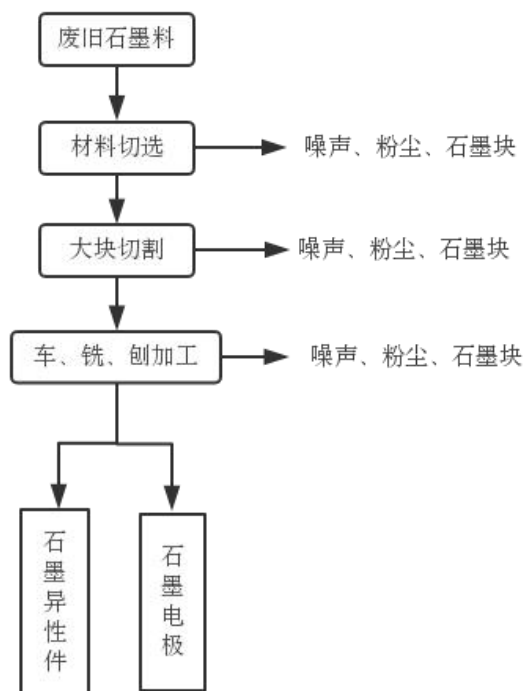 废旧石墨料
材料切选
噪声、粉尘、石墨块
大块切割
噪声、粉尘、石墨块
车、铣、刨加工
噪声、粉尘、石墨块
石墨异性件
石墨电极